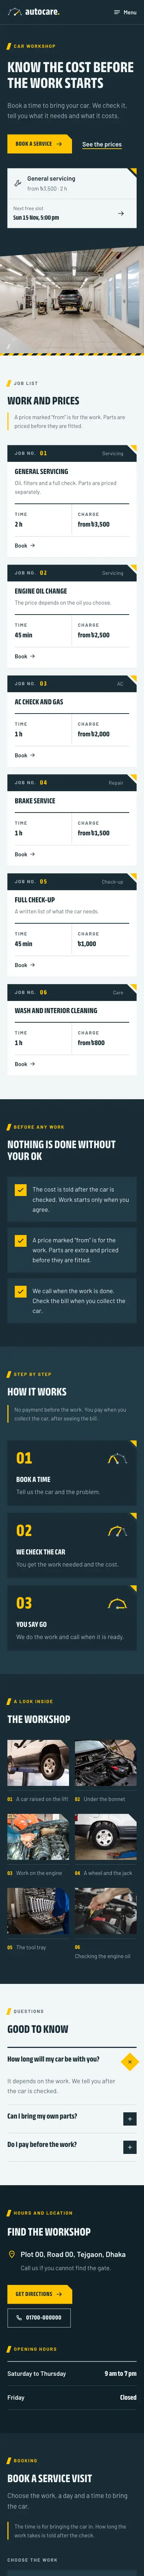 autocare.
Menu
CAR WORKSHOP
KNOW THE COST BEFORE
THE WORK STARTS
Book a time to bring your car. We check it,
tell you what it needs and what it costs.
BOOK A SERVICE
See the prices
General servicing
from ৳3,500 · 2 h
Next free slot
Sun 15 Nov, 5:00 pm
JOB LIST
WORK AND PRICES
A price marked "from" is for the work. Parts are
priced before they are fitted.
JOB NO. 01
Servicing
GENERAL SERVICING
Oil, filters and a full check. Parts are priced
separately.
TIME
CHARGE
2 h
from ৳3,500
Book
JOB NO. 02
Servicing
ENGINE OIL CHANGE
The price depends on the oil you choose.
TIME
CHARGE
45 min
from ৳2,500
Book
JOB NO. 03
AC
AC CHECK AND GAS
TIME
CHARGE
1 h
from ৳2,000
Book
JOB NO. 04
Repair
BRAKE SERVICE
TIME
CHARGE
1 h
from ৳1,500
Book
JOB NO. 05
Check-up
FULL CHECK-UP
A written list of what the car needs.
TIME
CHARGE
45 min
৳1,000
Book
JOB NO. 06
Care
WASH AND INTERIOR CLEANING
TIME
CHARGE
1 h
from ৳800
Book
BEFORE ANY WORK
NOTHING IS DONE WITHOUT
YOUR OK
The cost is told after the car is
checked. Work starts only when you
agree.
A price marked "from" is for the
work. Parts are extra and priced
before they are fitted.
We call when the work is done.
Check the bill when you collect the
car.
STEP BY STEP
HOW IT WORKS
No payment before the work. You pay when you
collect the car, after seeing the bill.
01
BOOK A TIME
Tell us the car and the problem.
02
WE CHECK THE CAR
You get the work needed and the cost.
03
YOU SAY GO
We do the work and call when it is ready.
A LOOK INSIDE
THE WORKSHOP
01 A car raised on the lift
02 Under the bonnet
03 Work on the engine
04 A wheel and the jack
05 The tool tray
06
Checking the engine oil
QUESTIONS
GOOD TO KNOW
How long will my car be with you?
It depends on the work. We tell you after
the car is checked.
Can I bring my own parts?
Do I pay before the work?
HOURS AND LOCATION
FIND THE WORKSHOP
Plot 00, Road 00, Tejgaon, Dhaka
Call us if you cannot find the gate.
GET DIRECTIONS
01700-000000
OPENING HOURS
Saturday to Thursday
9 am to 7 pm
Friday
Closed
BOOKING
BOOK A SERVICE VISIT
Choose the work, a day and a time to bring
the car.
The time is for bringing the car in. How long the
work takes is told after the check.
CHOOSE THE WORK